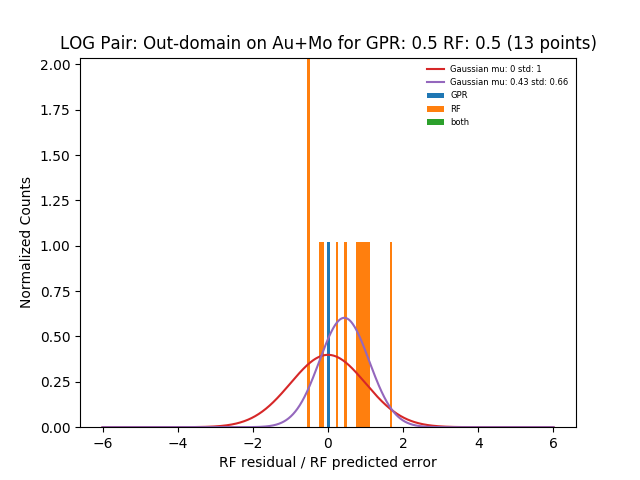 LOG Pair: Out-domain on Au+Mo for GPR: 0.5 RF: 0.5 (13 points)
2.00
1.75
1.50
1.25
1.00
0.75
0.50
0.25
0.00
Normalized Counts
Gaussian mu: 0 std: 1
Gaussian mu: 0.43 std: 0.66
GPR
RF
both
−6 −4 −2 0 2 4 6
RF residual / RF predicted error